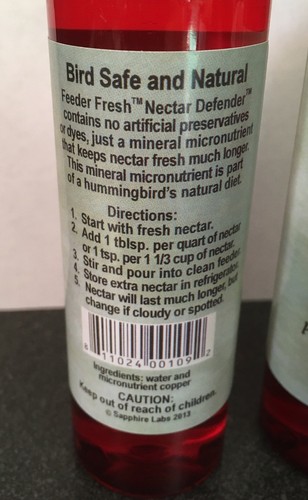 Bird Safe and Natural
Feeder Fresh™ Nectar Defender™
contains no artificial preservatives
or dyes, just a mineral micronutrient
that keeps nectar fresh much longer.
This mineral micronutrient is part
of a hummingbird's natural diet.
Directions:
1. Start with fresh nectar.
2. Add 1 tblsp. per quart of nectar
or 1 tsp. per 1 1/3 cup of nectar.
3. Stir and pour into clean feeder.
4. Store extra nectar in refrigerator.
5. Nectar will last much longer, but
change if cloudy or spotted.
8 11024 00109 2
Ingredients: water and
micronutrient copper
CAUTION:
Keep out of reach of children.
© Sapphire Labs 2013